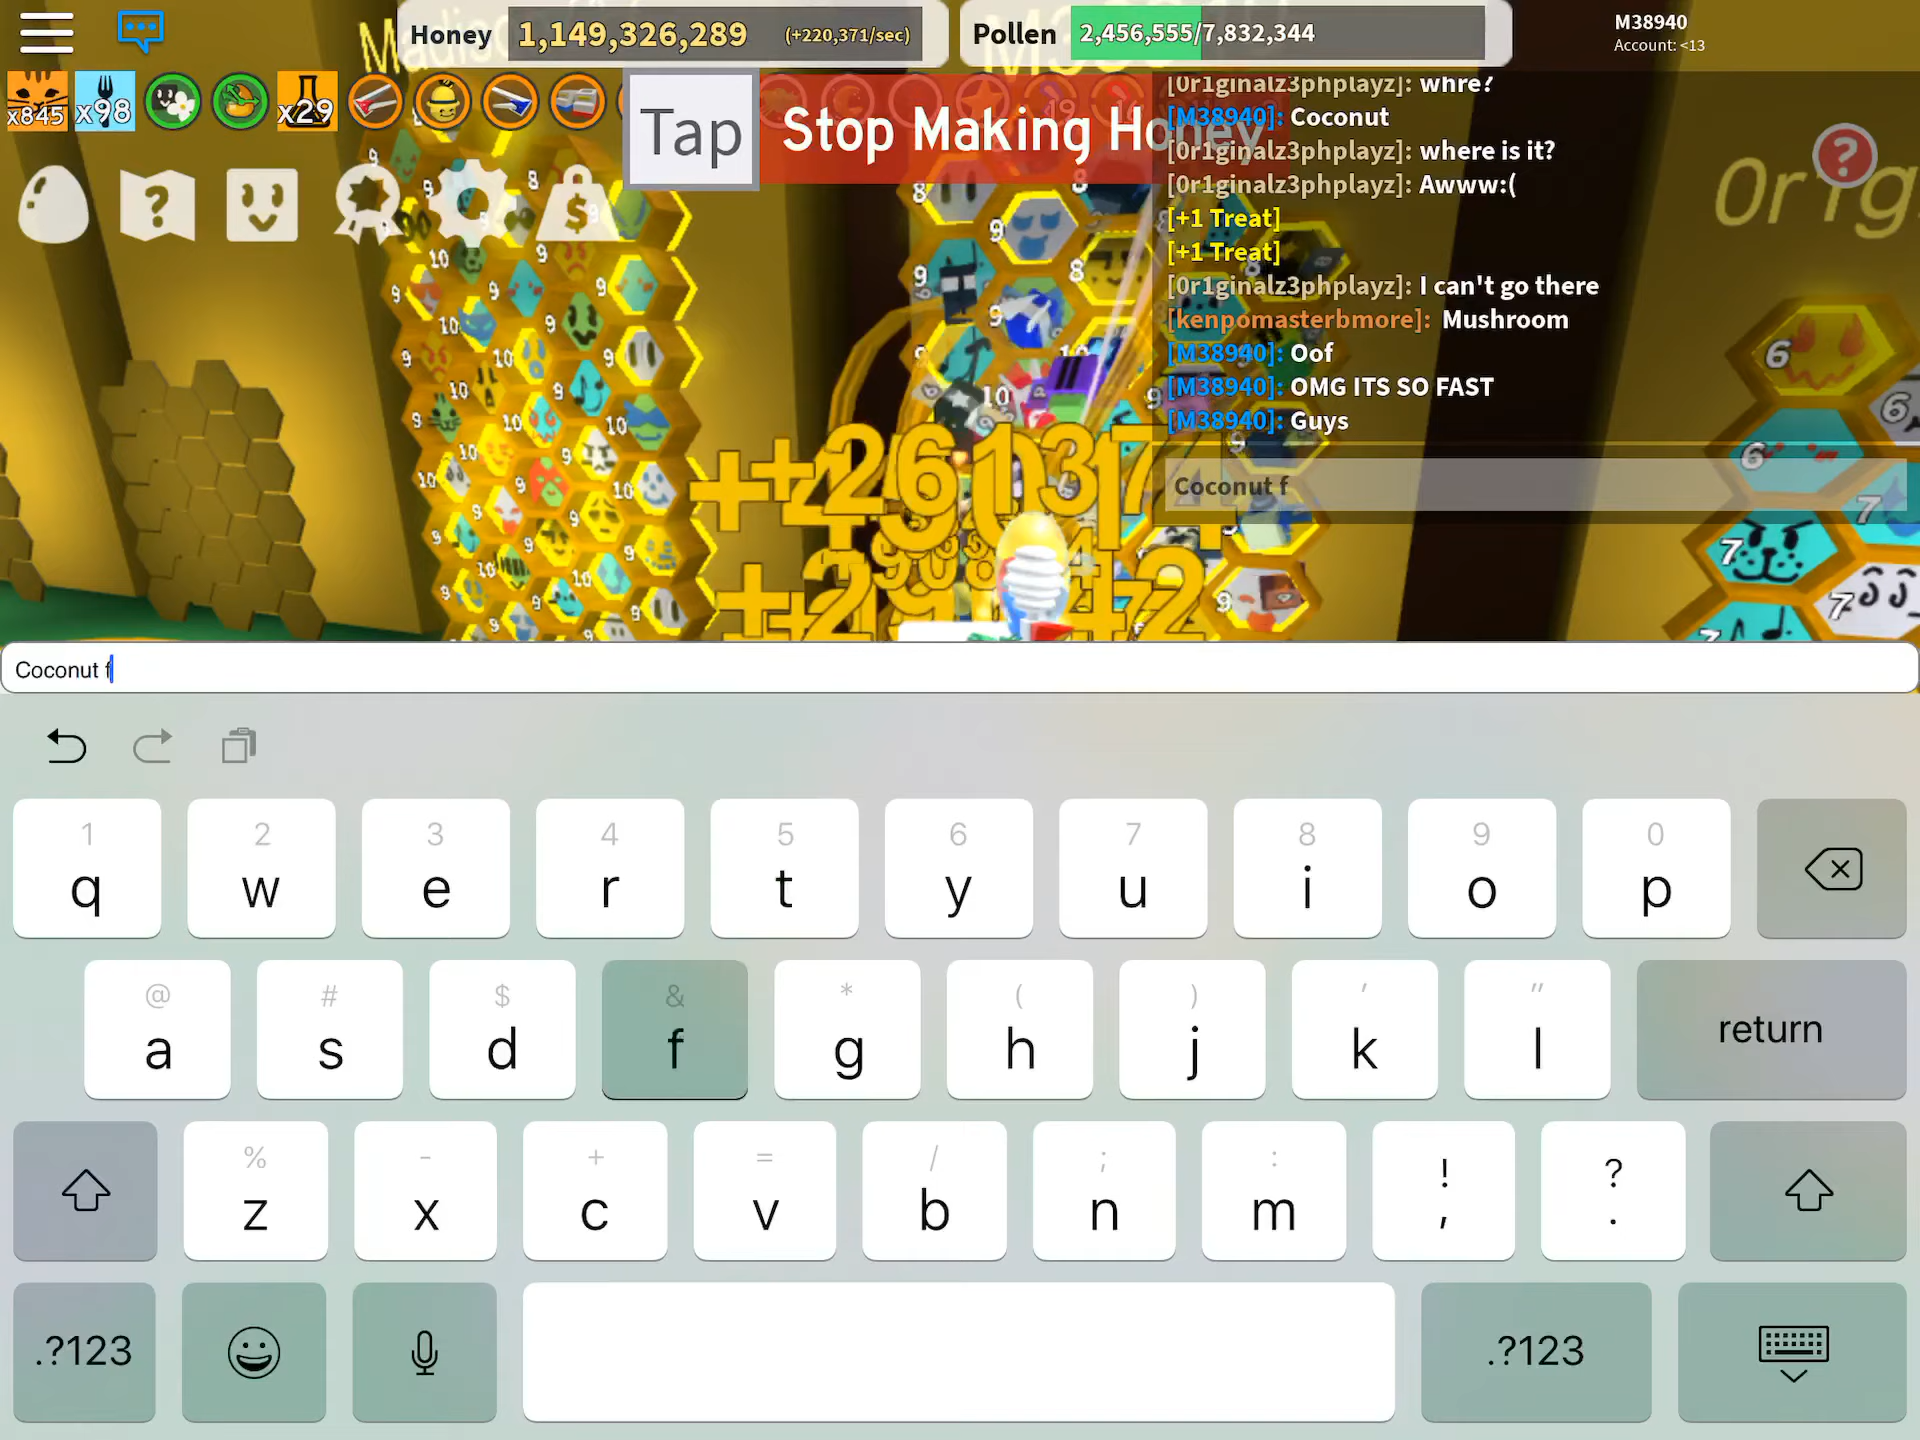 Honey 1,149,326,289 (+220,371/sec)
Pollen 2,456,555/7,832,344
M38940
Account: <13
x845 x98 x29
Tap Stop Making Honey
[0r1ginalz3phplayz]: whre?
[M38940]: Coconut
[0r1ginalz3phplayz]: where is it?
[0r1ginalz3phplayz]: Awww:(
[+1 Treat]
[+1 Treat]
[0r1ginalz3phplayz]: I can't go there
[kenpomasterbmore]: Mushroom
[M38940]: Oof
[M38940]: OMG ITS SO FAST
[M38940]: Guys
Coconut f
Coconut f
1 2 3 4 5 6 7 8 9 0
q w e r t y u i o p
@ # $ & * ( ) ' "
a s d f g h j k l return
% - + = / ; : ! ?
z x c v b n m , .
.?123 .?123